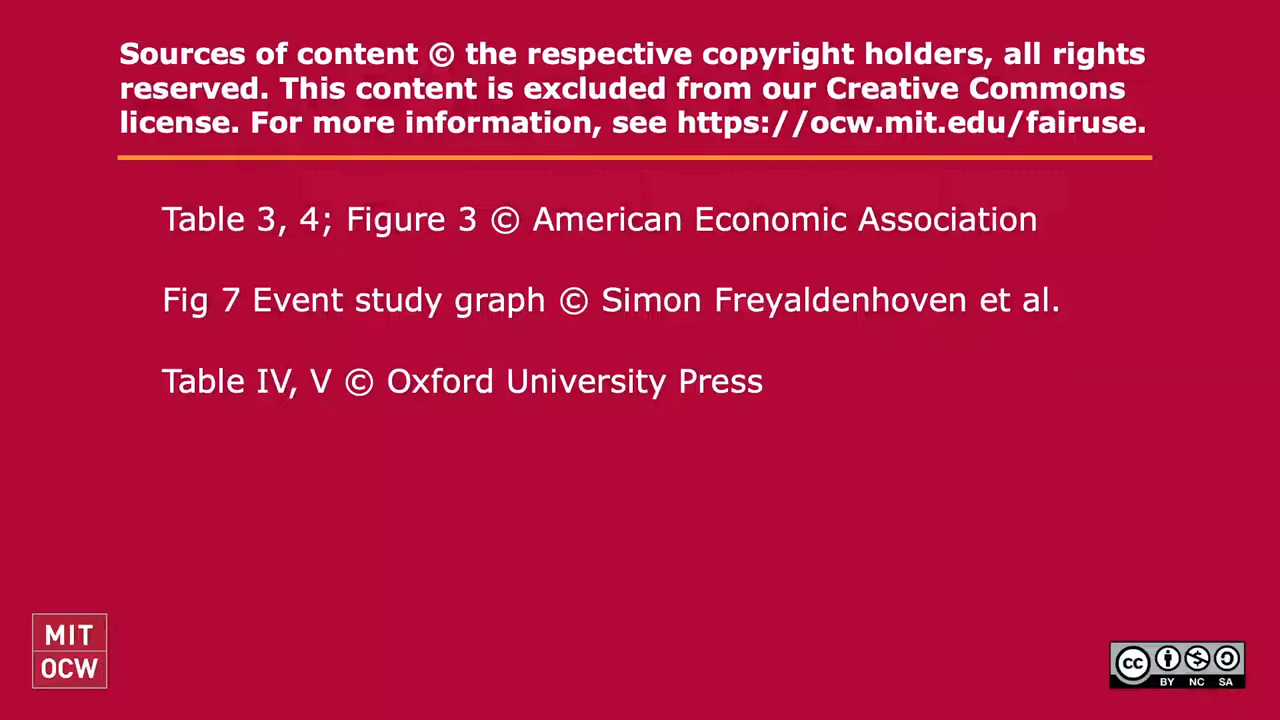 Sources of content © the respective copyright holders, all rights
reserved. This content is excluded from our Creative Commons
license. For more information, see https://ocw.mit.edu/fairuse.
Table 3, 4; Figure 3 © American Economic Association
Fig 7 Event study graph © Simon Freyaldenhoven et al.
Table IV, V © Oxford University Press
MIT
OCW
cc
BY NC SA